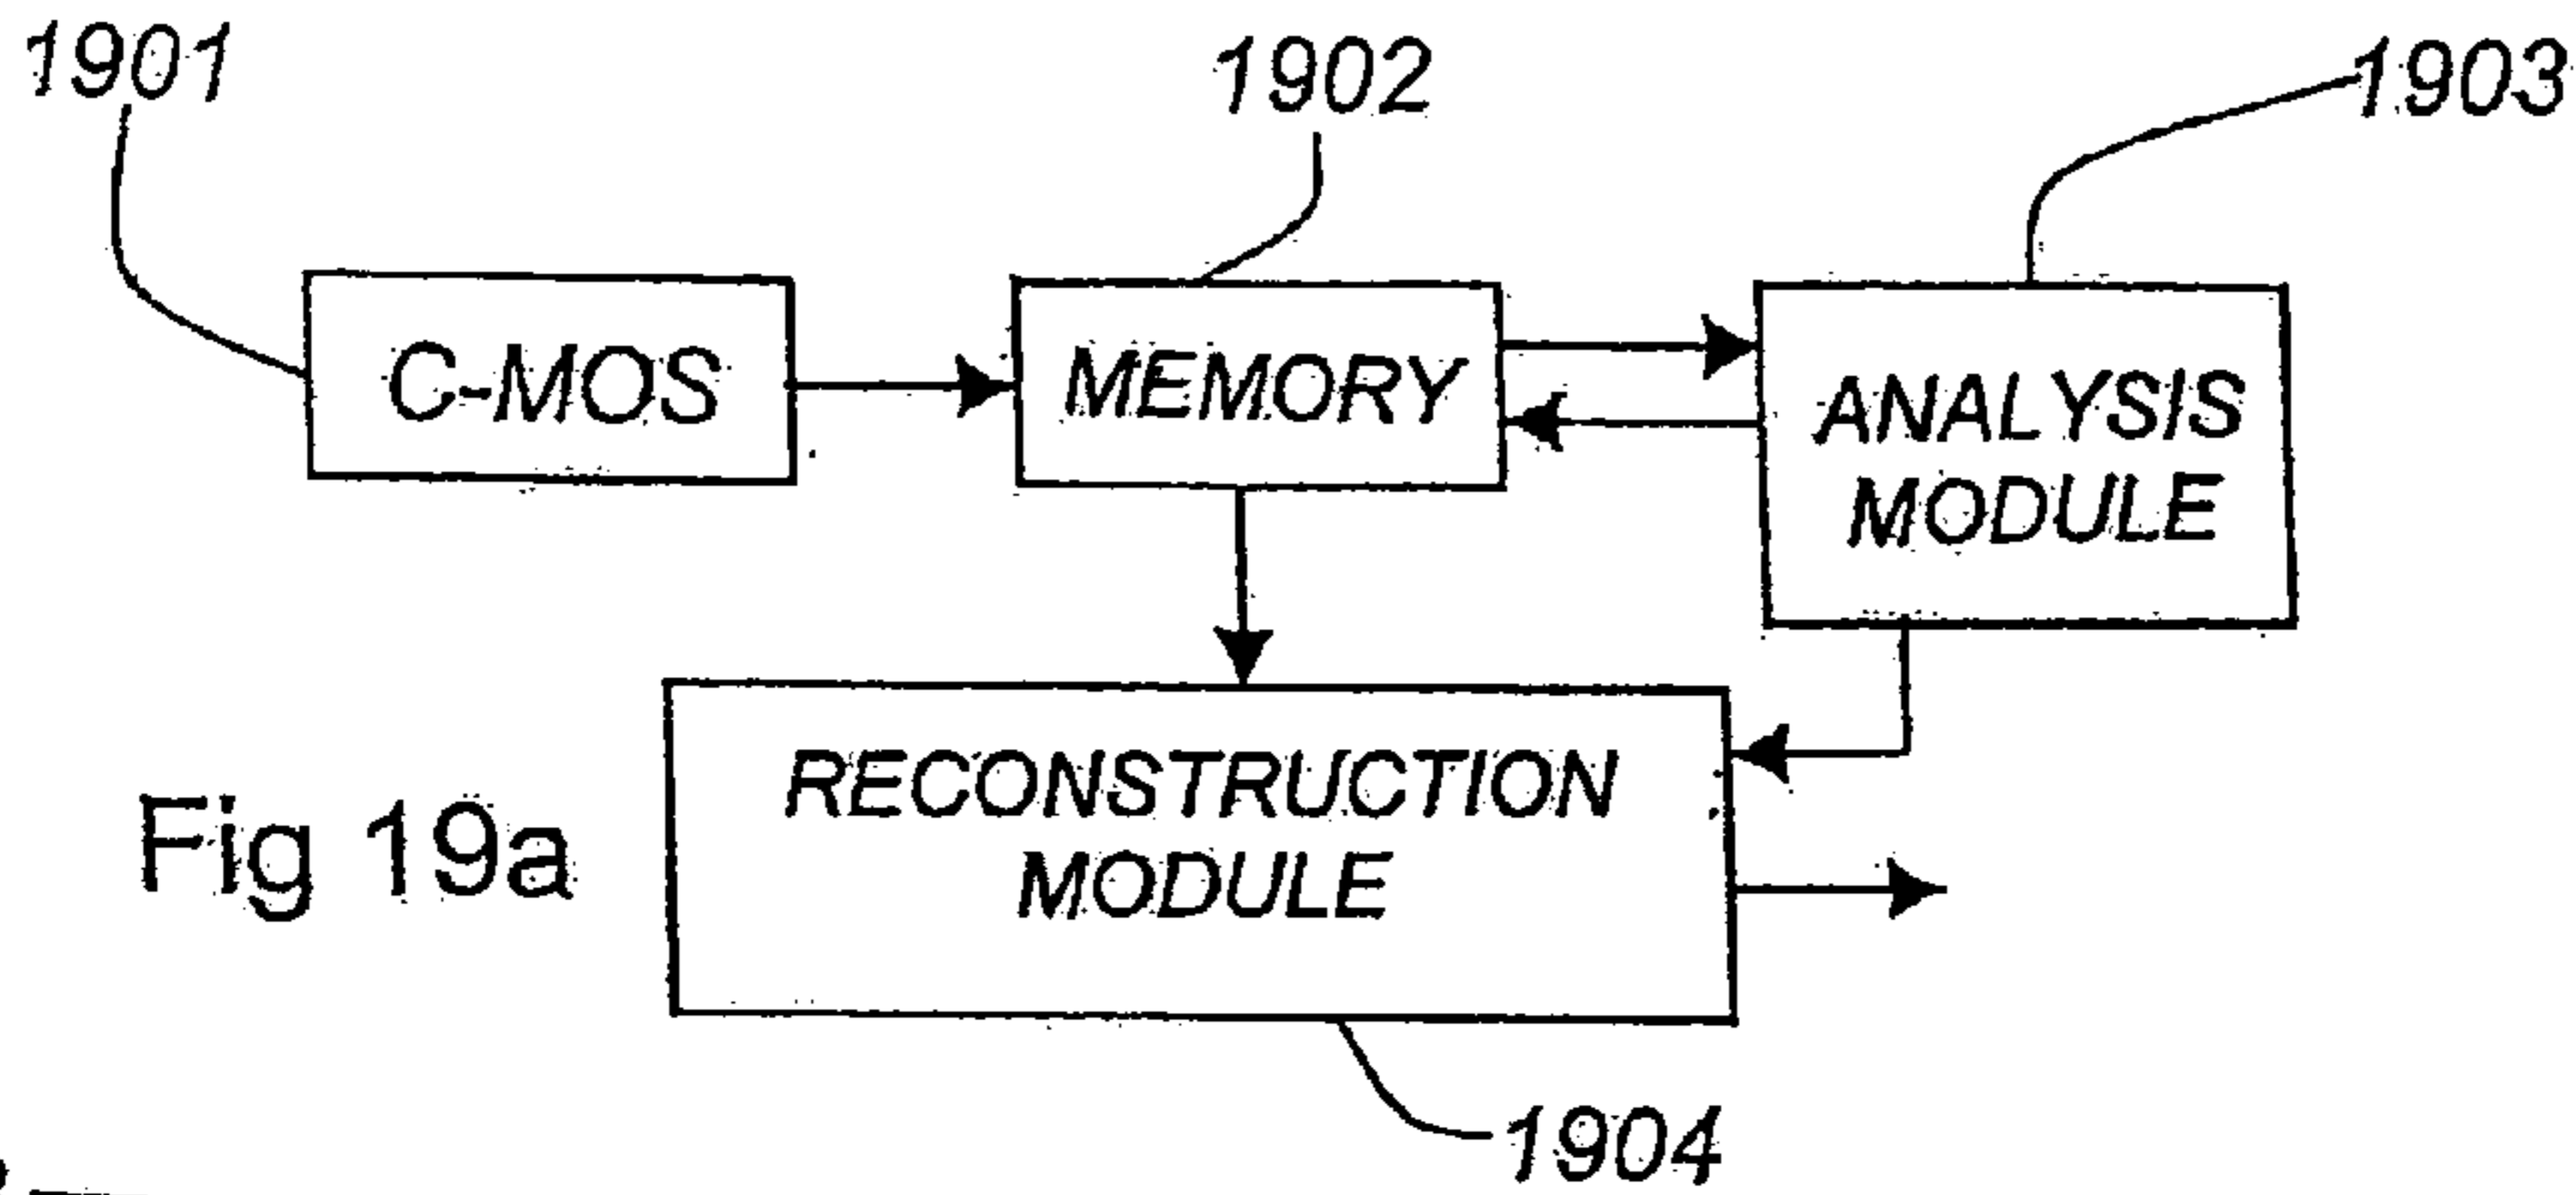 1901
1902
1903
C-MOS
MEMORY
ANALYSIS
MODULE
RECONSTRUCTION
MODULE
Fig 19a
1904